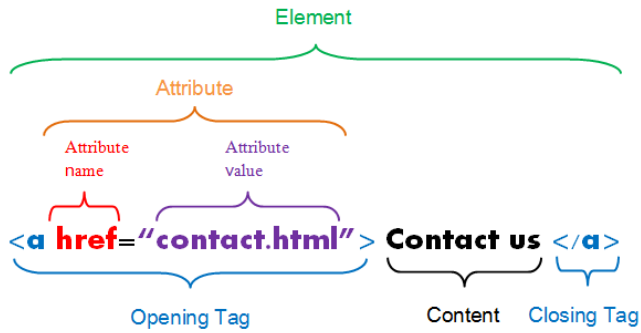 Element
Attribute
Attribute Attribute
name value
<a href=“contact.html”> Contact us </a>
Opening Tag Content Closing Tag